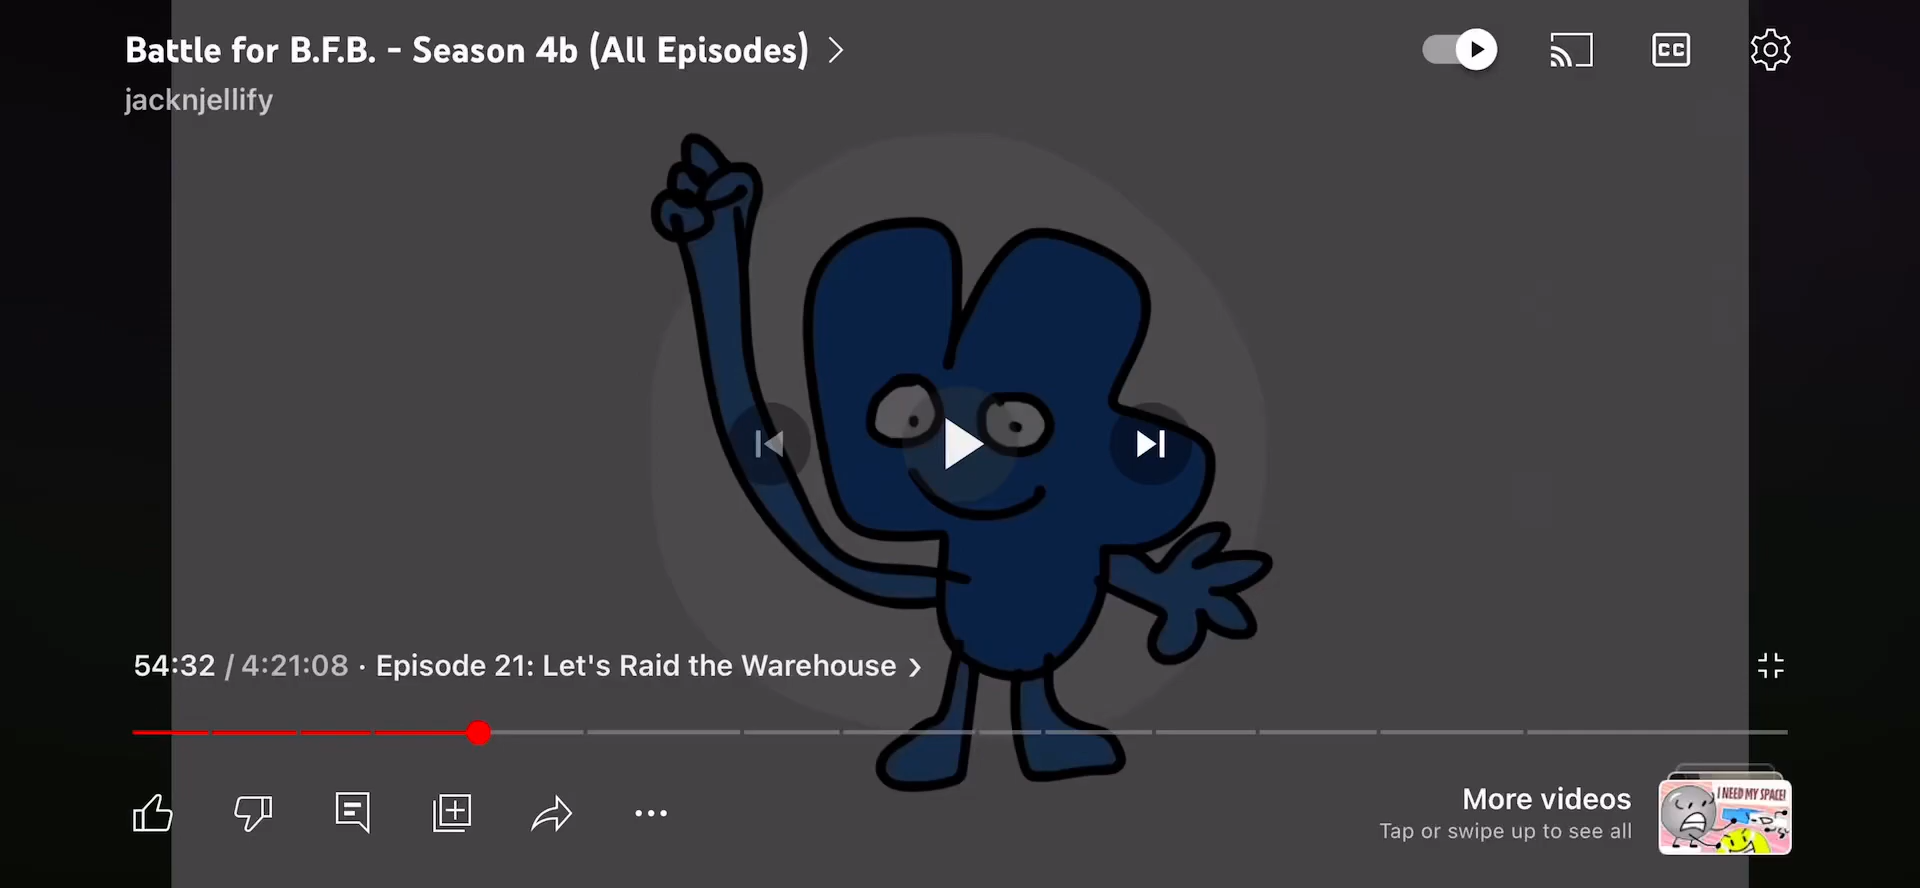 Battle for B.F.B. - Season 4b (All Episodes)
jacknjellify
CC
54:32 / 4:21:08 · Episode 21: Let's Raid the Warehouse
More videos
Tap or swipe up to see all
I NEED MY SPACE!